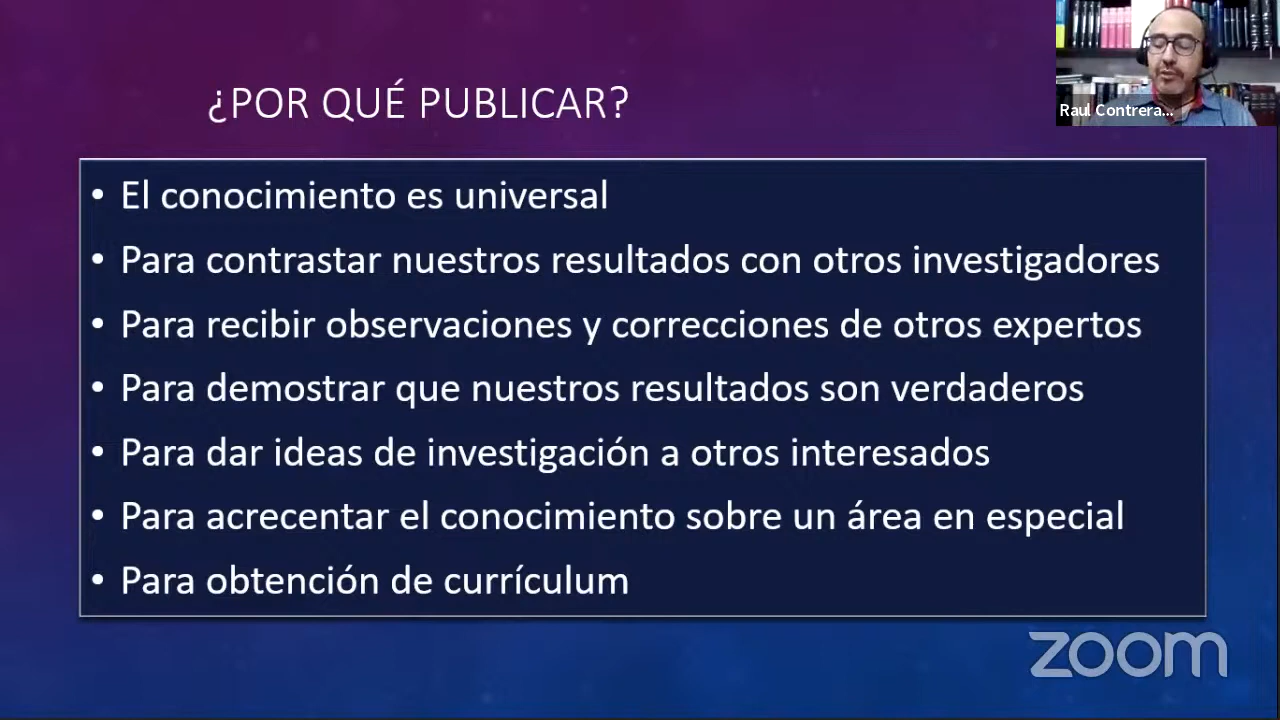 ¿POR QUÉ PUBLICAR?
Raul Contrera...
• El conocimiento es universal
• Para contrastar nuestros resultados con otros investigadores
• Para recibir observaciones y correcciones de otros expertos
• Para demostrar que nuestros resultados son verdaderos
• Para dar ideas de investigación a otros interesados
• Para acrecentar el conocimiento sobre un área en especial
• Para obtención de currículum
zoom